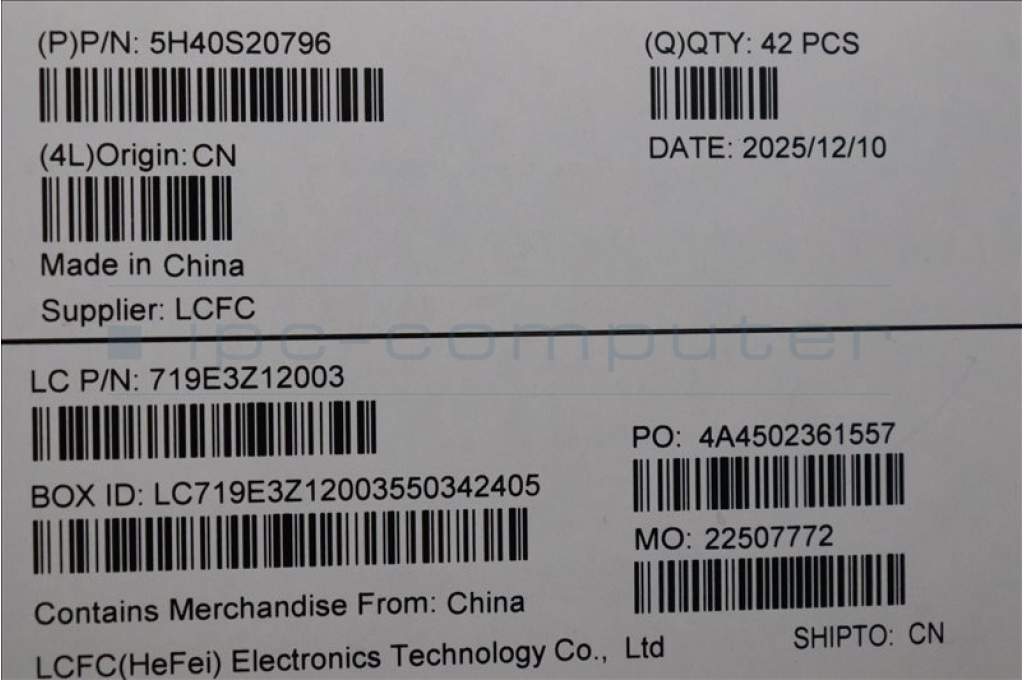 (P)P/N: 5H40S20796
(Q)QTY: 42 PCS
(4L)Origin: CN
DATE: 2025/12/10
Made in China
Supplier: LCFC
ipc-computer
LC P/N: 719E3Z12003
PO: 4A4502361557
BOX ID: LC719E3Z12003550342405
MO: 22507772
Contains Merchandise From: China
SHIPTO: CN
LCFC(HeFei) Electronics Technology Co., Ltd